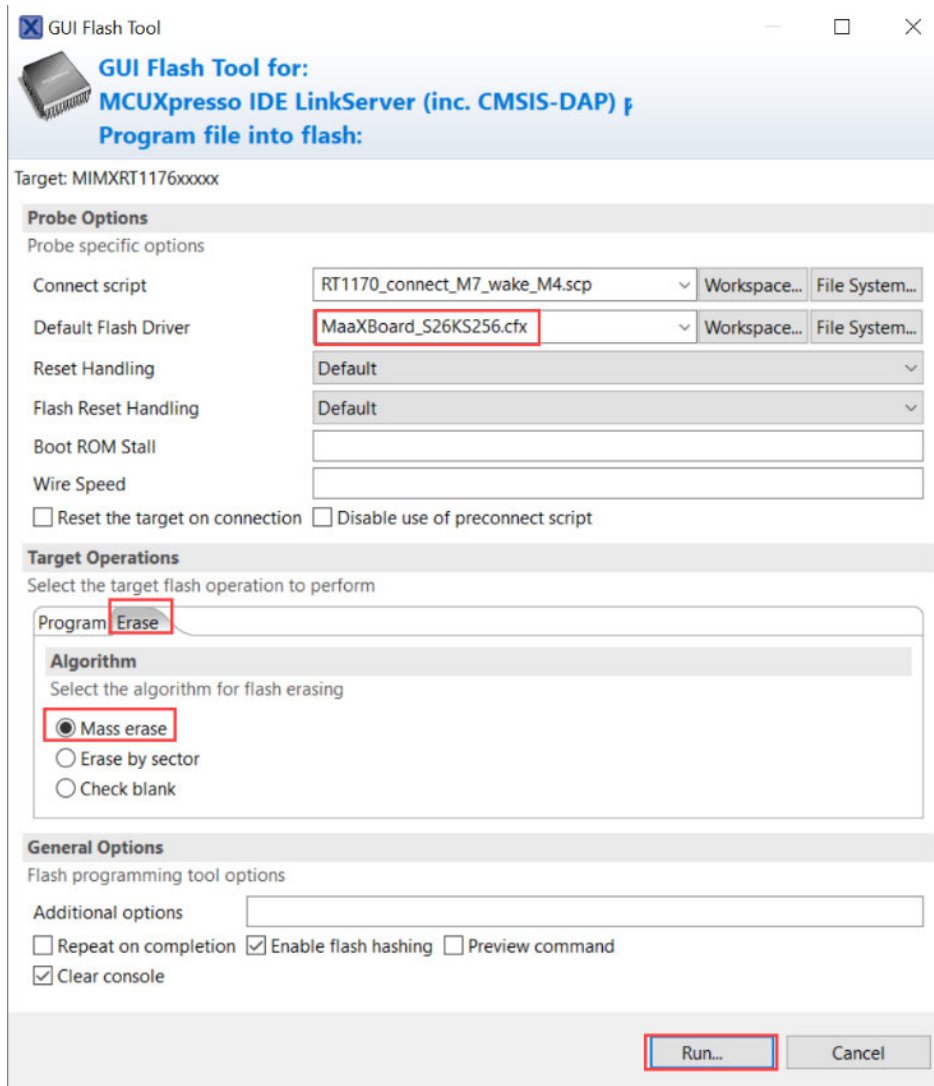 GUI Flash Tool
GUI Flash Tool for:
MCUXpresso IDE LinkServer (inc. CMSIS-DAP) p
Program file into flash:
Target: MIMXRT1176xxxxx
Probe Options
Probe specific options
Connect script RT1170_connect_M7_wake_M4.scp Workspace... File System...
Default Flash Driver MaaXBoard_S26KS256.cfx Workspace... File System...
Reset Handling Default
Flash Reset Handling Default
Boot ROM Stall
Wire Speed
Reset the target on connection Disable use of preconnect script
Target Operations
Select the target flash operation to perform
Program Erase
Algorithm
Select the algorithm for flash erasing
Mass erase
Erase by sector
Check blank
General Options
Flash programming tool options
Additional options
Repeat on completion Enable flash hashing Preview command
Clear console
Run... Cancel